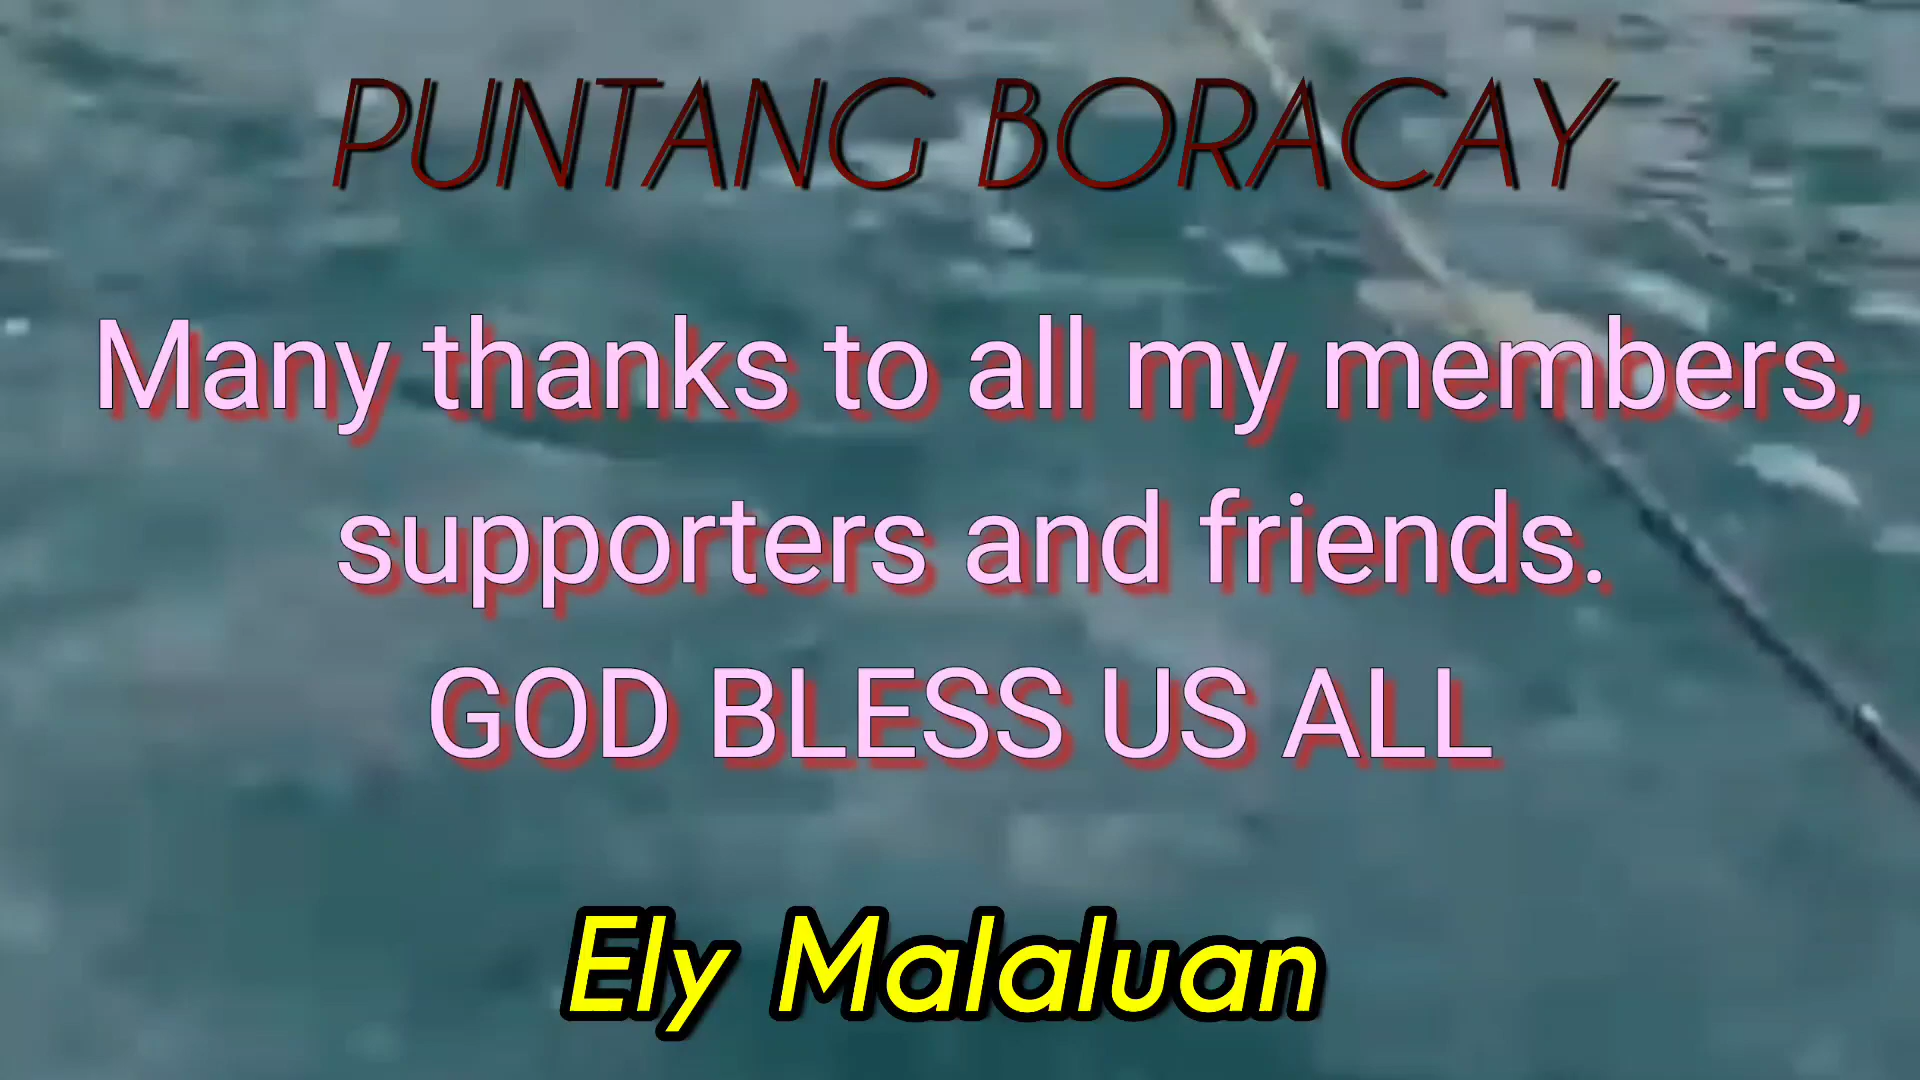 PUNTANG BORACAY
Many thanks to all my members,
supporters and friends.
GOD BLESS US ALL
Ely Malaluan